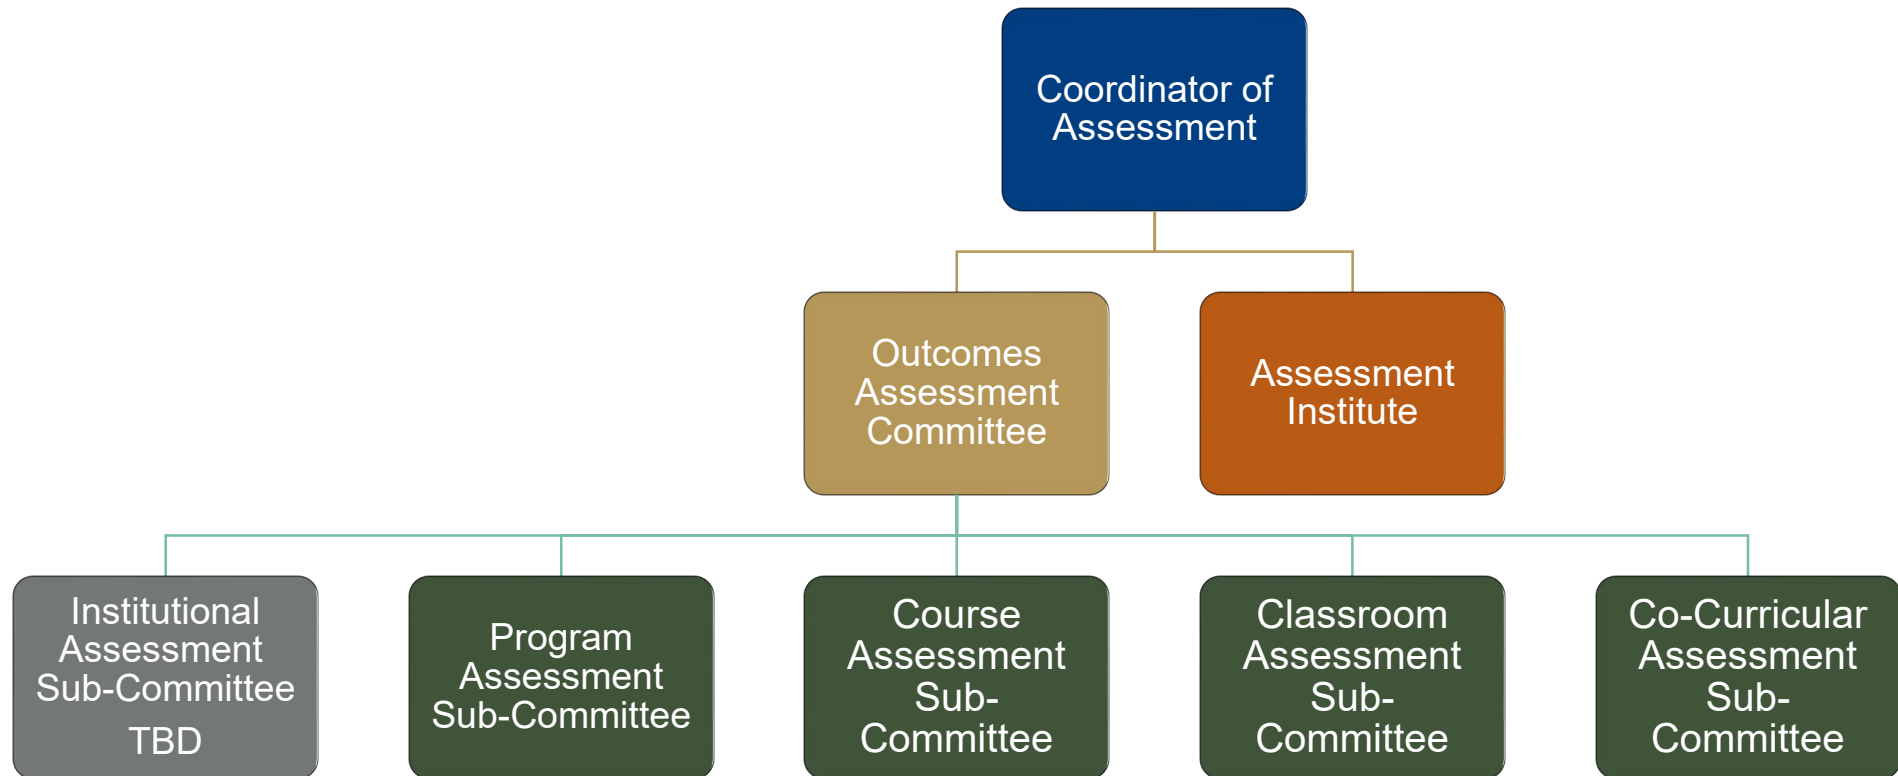 Coordinator of
Assessment
Outcomes
Assessment
Committee
Assessment
Institute
Institutional
Assessment
Sub-Committee
TBD
Program
Assessment
Sub-Committee
Course
Assessment
Sub-
Committee
Classroom
Assessment
Sub-
Committee
Co-Curricular
Assessment
Sub-
Committee